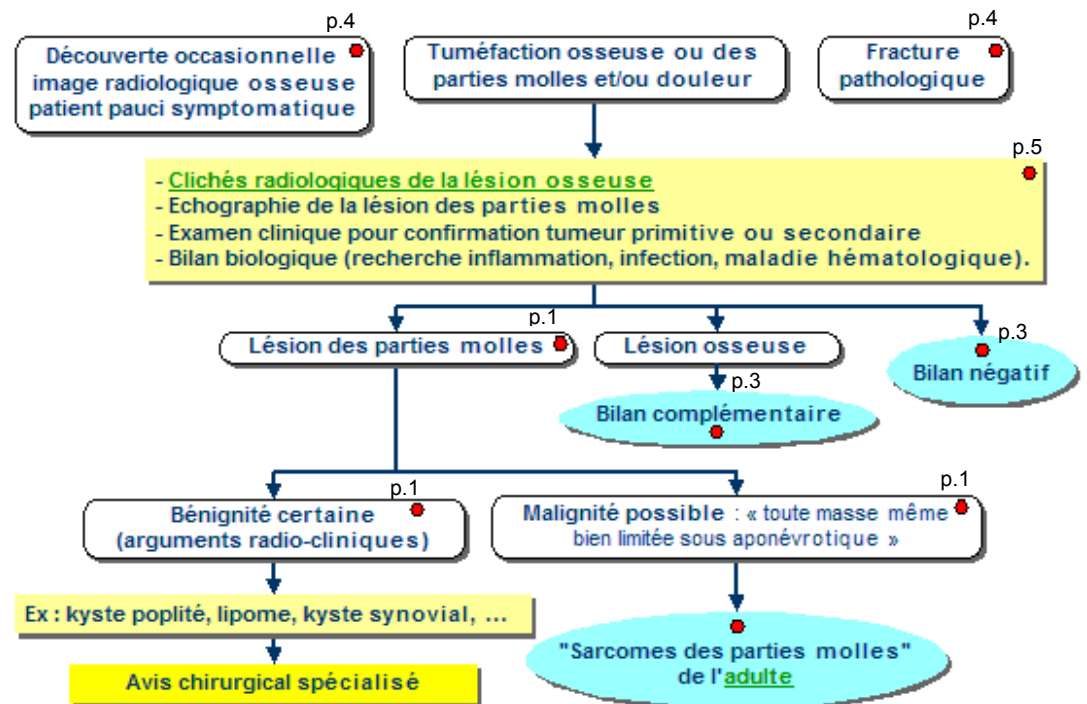 p.4
Découverte occasionnelle
image radiologique osseuse
patient pauci symptomatique
Tuméfaction osseuse ou des
parties molles et/ou douleur
p.4
Fracture
pathologique
p.5
- Clichés radiologiques de la lésion osseuse
- Echographie de la lésion des parties molles
- Examen clinique pour confirmation tumeur primitive ou secondaire
- Bilan biologique (recherche inflammation, infection, maladie hématologique).
p.1
Lésion des parties molles
Lésion osseuse
p.3
Bilan négatif
p.3
Bilan complémentaire
p.1
Bénignité certaine
(arguments radio-cliniques)
p.1
Malignité possible : « toute masse même
bien limitée sous aponévrotique »
Ex : kyste poplité, lipome, kyste synovial, ...
Avis chirurgical spécialisé
"Sarcomes des parties molles"
de l'adulte